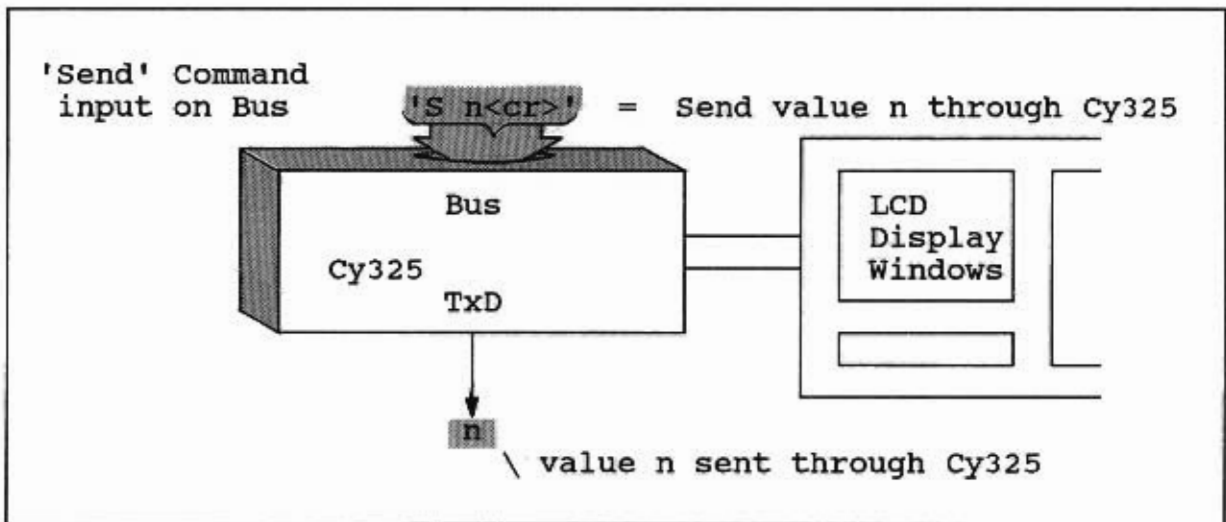 'Send' Command
input on Bus 'S n<cr>' = Send value n through Cy325
Bus
Cy325
TxD
LCD
Display
Windows
n
\ value n sent through Cy325